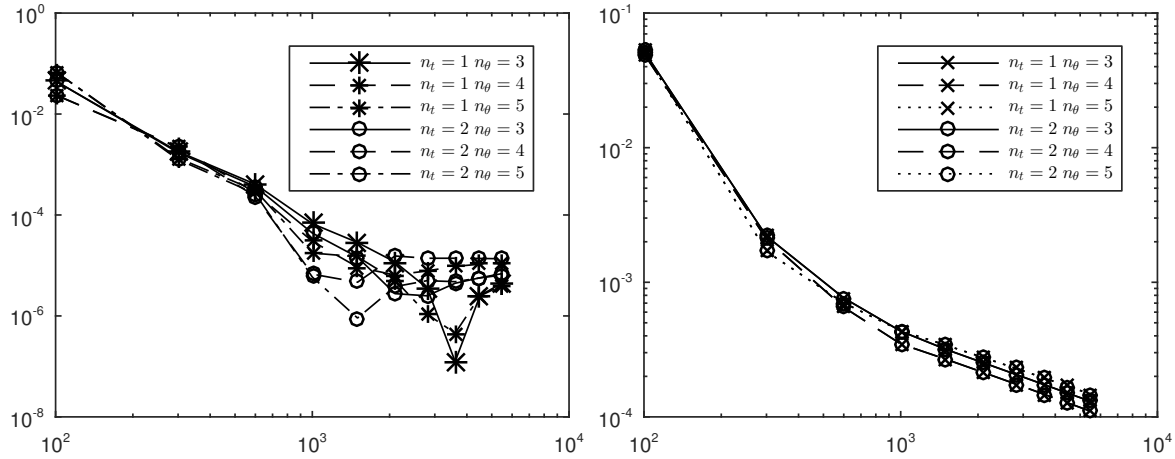 10^0
10^-2
10^-4
10^-6
10^-8
10^2
10^3
10^4
n_t = 1 n_θ = 3
n_t = 1 n_θ = 4
n_t = 1 n_θ = 5
n_t = 2 n_θ = 3
n_t = 2 n_θ = 4
n_t = 2 n_θ = 5
10^-1
10^-2
10^-3
10^-4
10^2
10^3
10^4
n_t = 1 n_θ = 3
n_t = 1 n_θ = 4
n_t = 1 n_θ = 5
n_t = 2 n_θ = 3
n_t = 2 n_θ = 4
n_t = 2 n_θ = 5